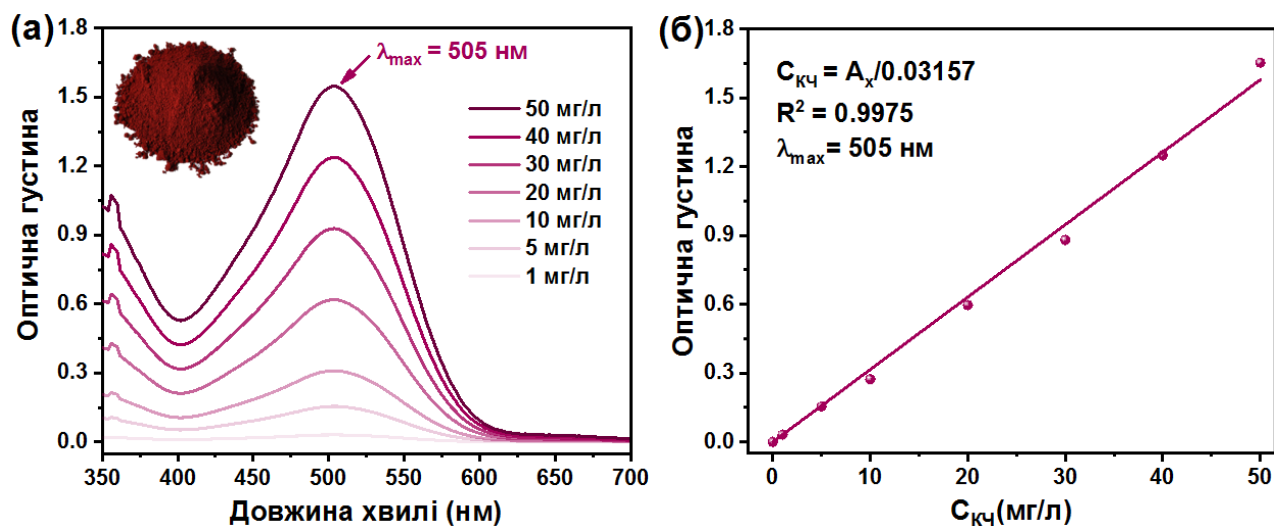 (а)
Оптична густина
1.8
1.5
1.2
0.9
0.6
0.3
0.0
λmax = 505 нм
50 мг/л
40 мг/л
30 мг/л
20 мг/л
10 мг/л
5 мг/л
1 мг/л
350 400 450 500 550 600 650 700
Довжина хвилі (нм)
(б)
Оптична густина
1.8
1.5
1.2
0.9
0.6
0.3
0.0
CКЧ = Aх/0.03157
R² = 0.9975
λmax = 505 нм
0 10 20 30 40 50
CКЧ(мг/л)